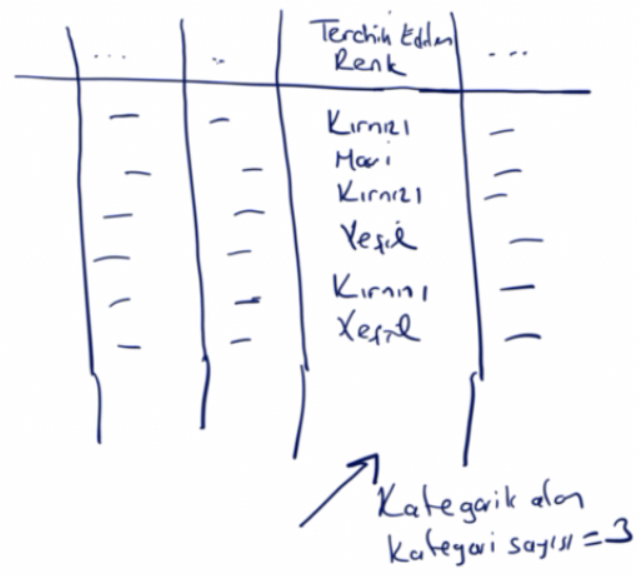 ... .. Tercih Edilen ...
Renk
Kırmızı
Mavi
Kırmızı
Yeşil
Kırmızı
Yeşil
Kategorik alan
Kategori sayısı = 3